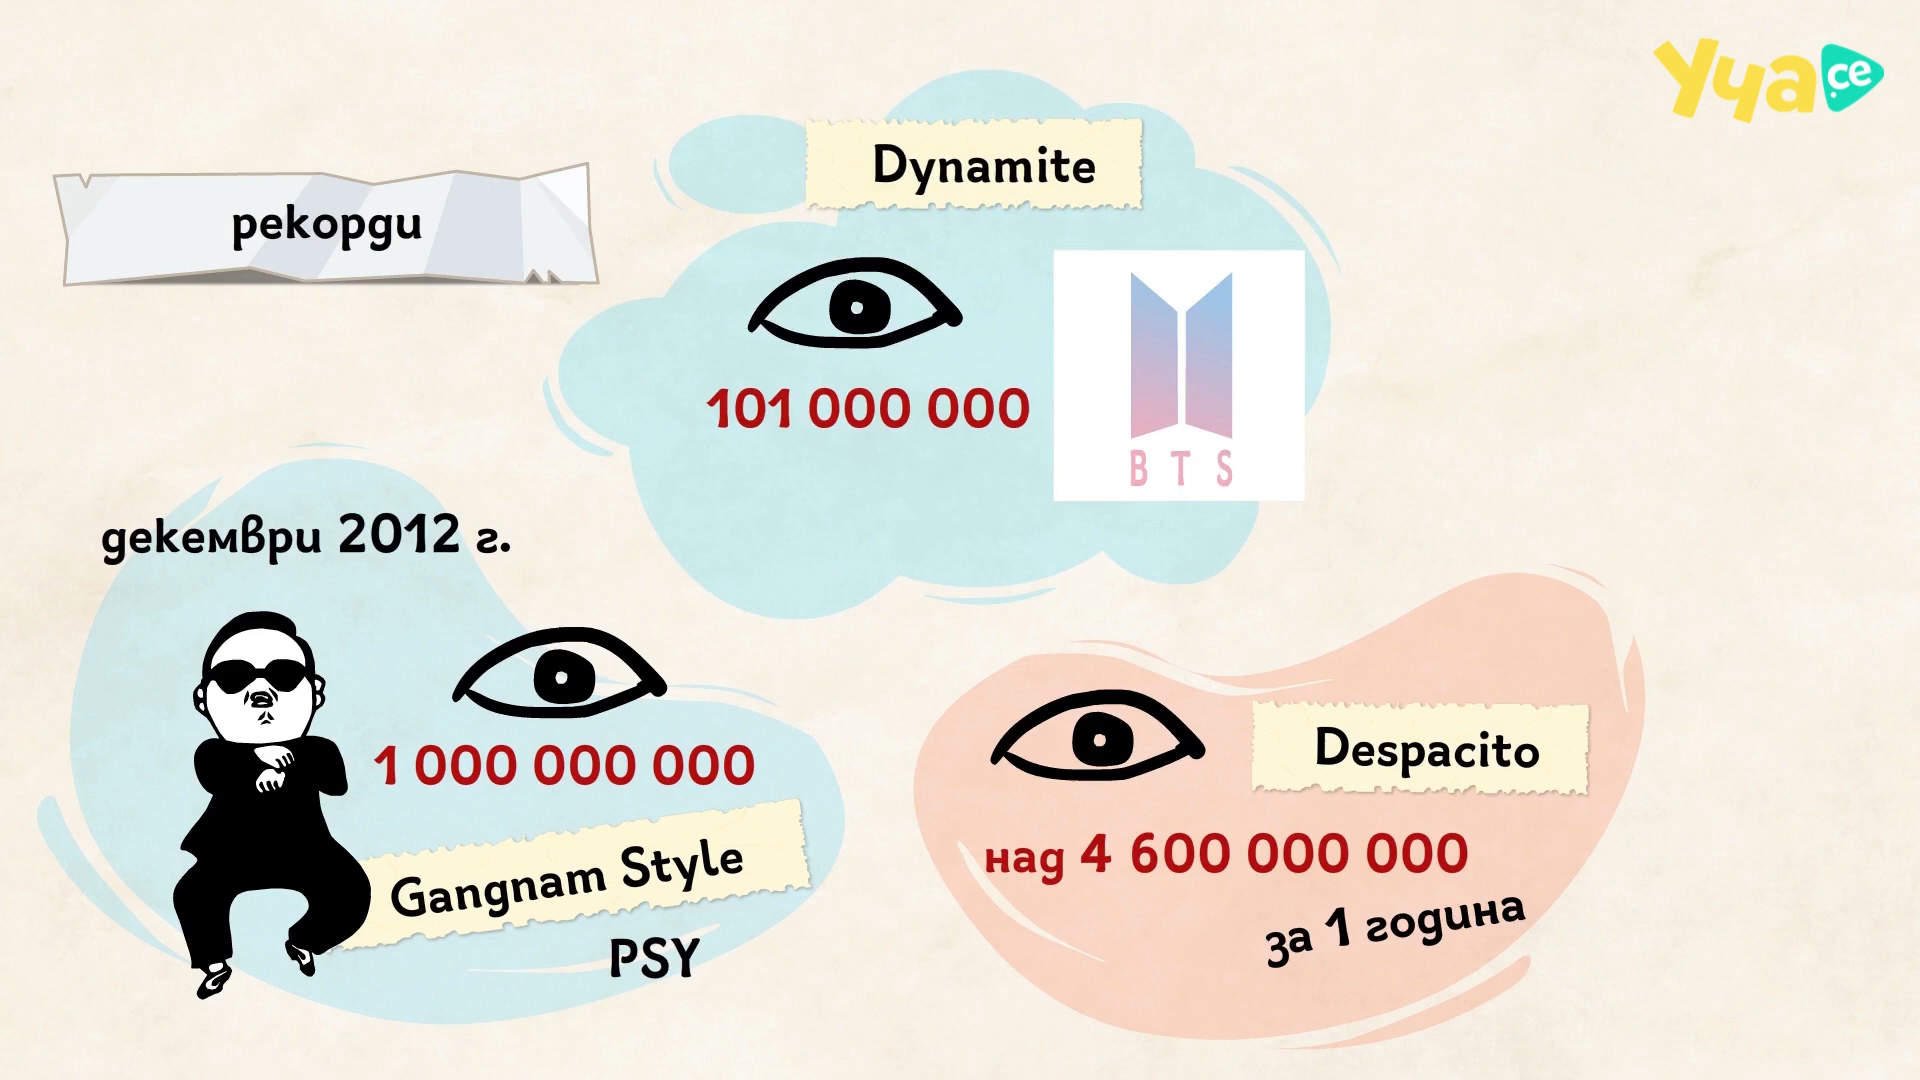 Уча.се
рекорди
Dynamite
101 000 000
BTS
декември 2012 г.
1 000 000 000
Gangnam Style
PSY
Despacito
над 4 600 000 000
за 1 година